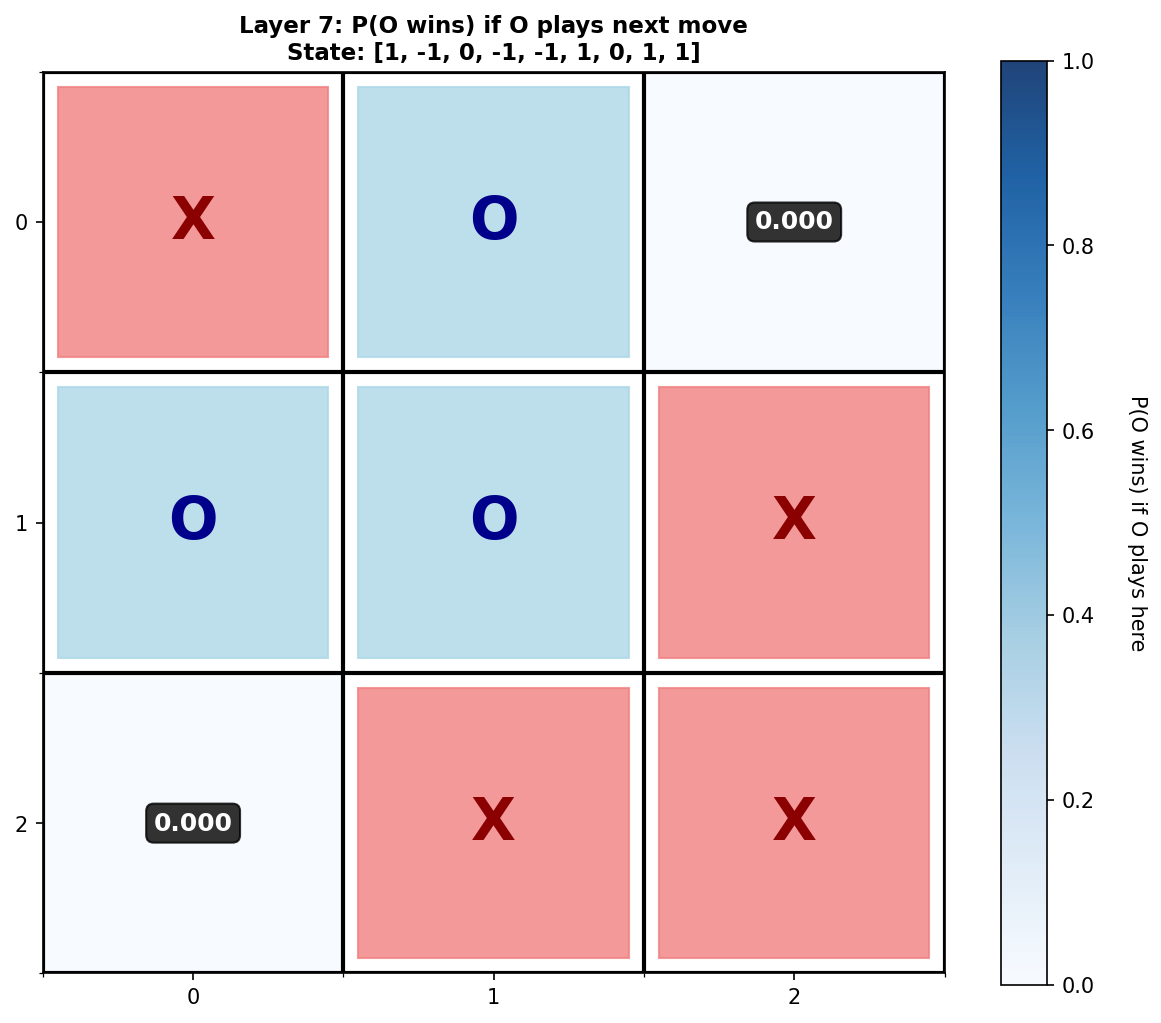 Layer 7: P(O wins) if O plays next move
State: [1, -1, 0, -1, -1, 1, 0, 1, 1]
X
O
0.000
O
O
X
0.000
X
X
0
1
2
0
1
2
1.0
0.8
0.6
0.4
0.2
0.0
P(O wins) if O plays here